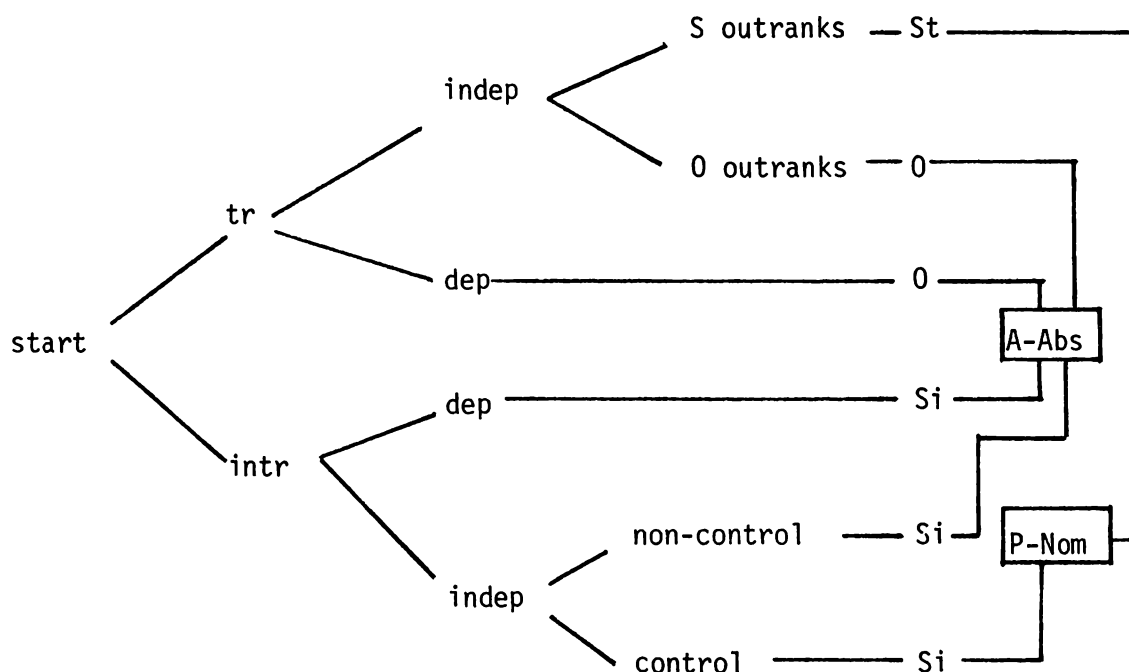 S outranks St
indep
O outranks O
tr
dep O
A-Abs
start
dep Si
intr
non-control Si
P-Nom
indep
control Si